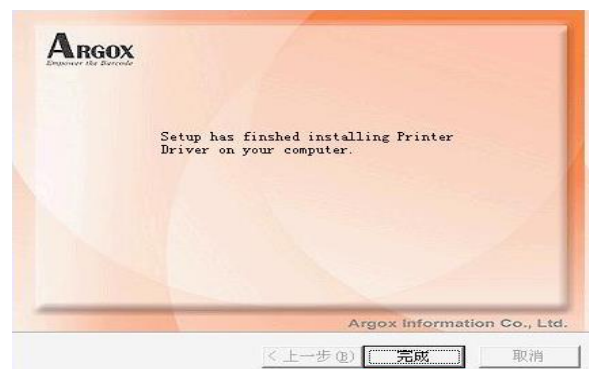 ARGOX
Empower the Barcode
Setup has finshed installing Printer
Driver on your computer.
Argox Information Co., Ltd.
< 上一步(B) 完成 取消